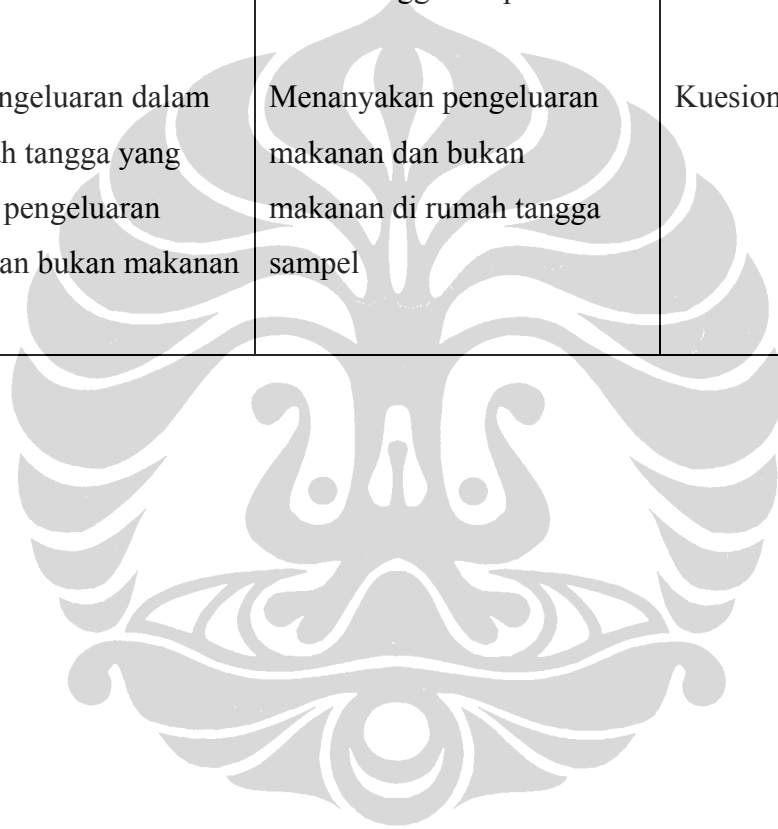 ngeluaran dalam
h tangga yang
pengeluaran
an bukan makanan
Menanyakan pengeluaran
makanan dan bukan
makanan di rumah tangga
sampel
Kuesion